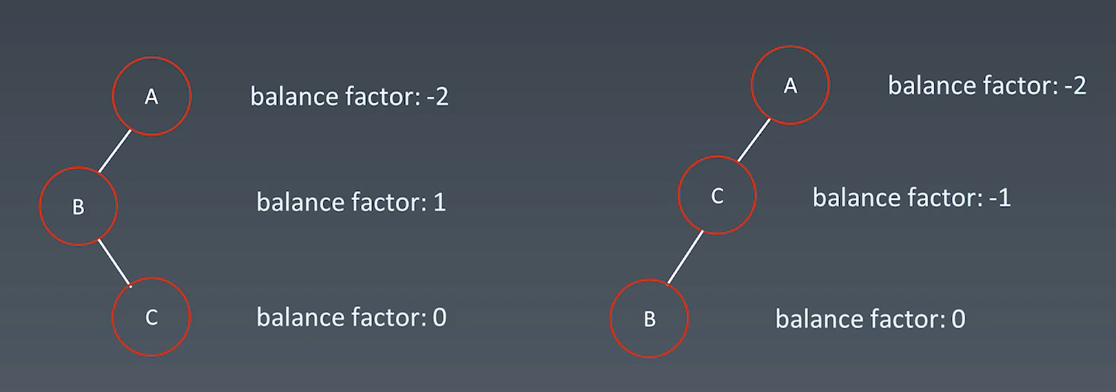 A balance factor: -2
B balance factor: 1
C balance factor: 0
A balance factor: -2
C balance factor: -1
B balance factor: 0